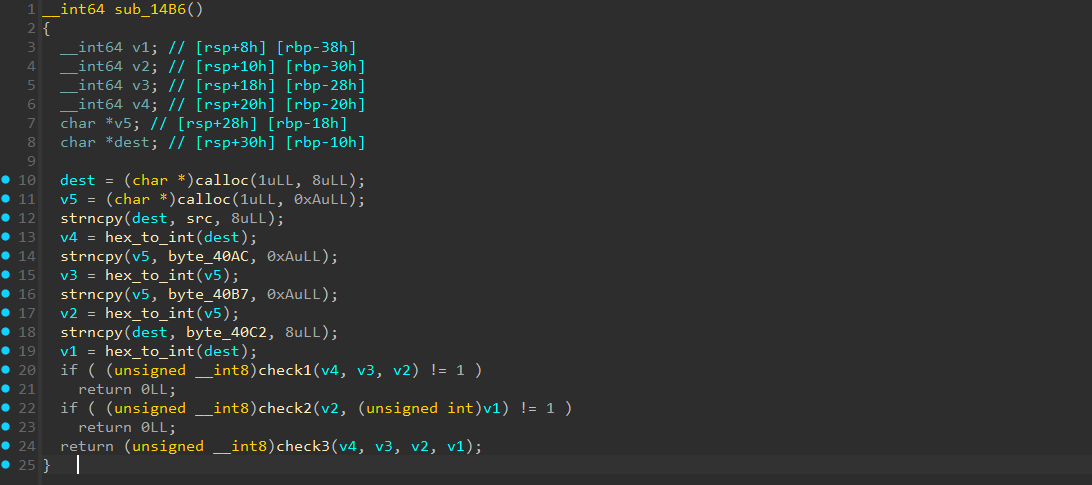 1 __int64 sub_14B6()
2 {
3   __int64 v1; // [rsp+8h] [rbp-38h]
4   __int64 v2; // [rsp+10h] [rbp-30h]
5   __int64 v3; // [rsp+18h] [rbp-28h]
6   __int64 v4; // [rsp+20h] [rbp-20h]
7   char *v5; // [rsp+28h] [rbp-18h]
8   char *dest; // [rsp+30h] [rbp-10h]
9
10   dest = (char *)calloc(1uLL, 8uLL);
11   v5 = (char *)calloc(1uLL, 0xAuLL);
12   strncpy(dest, src, 8uLL);
13   v4 = hex_to_int(dest);
14   strncpy(v5, byte_40AC, 0xAuLL);
15   v3 = hex_to_int(v5);
16   strncpy(v5, byte_40B7, 0xAuLL);
17   v2 = hex_to_int(v5);
18   strncpy(dest, byte_40C2, 8uLL);
19   v1 = hex_to_int(dest);
20   if ( (unsigned __int8)check1(v4, v3, v2) != 1 )
21     return 0LL;
22   if ( (unsigned __int8)check2(v2, (unsigned int)v1) != 1 )
23     return 0LL;
24   return (unsigned __int8)check3(v4, v3, v2, v1);
25 }